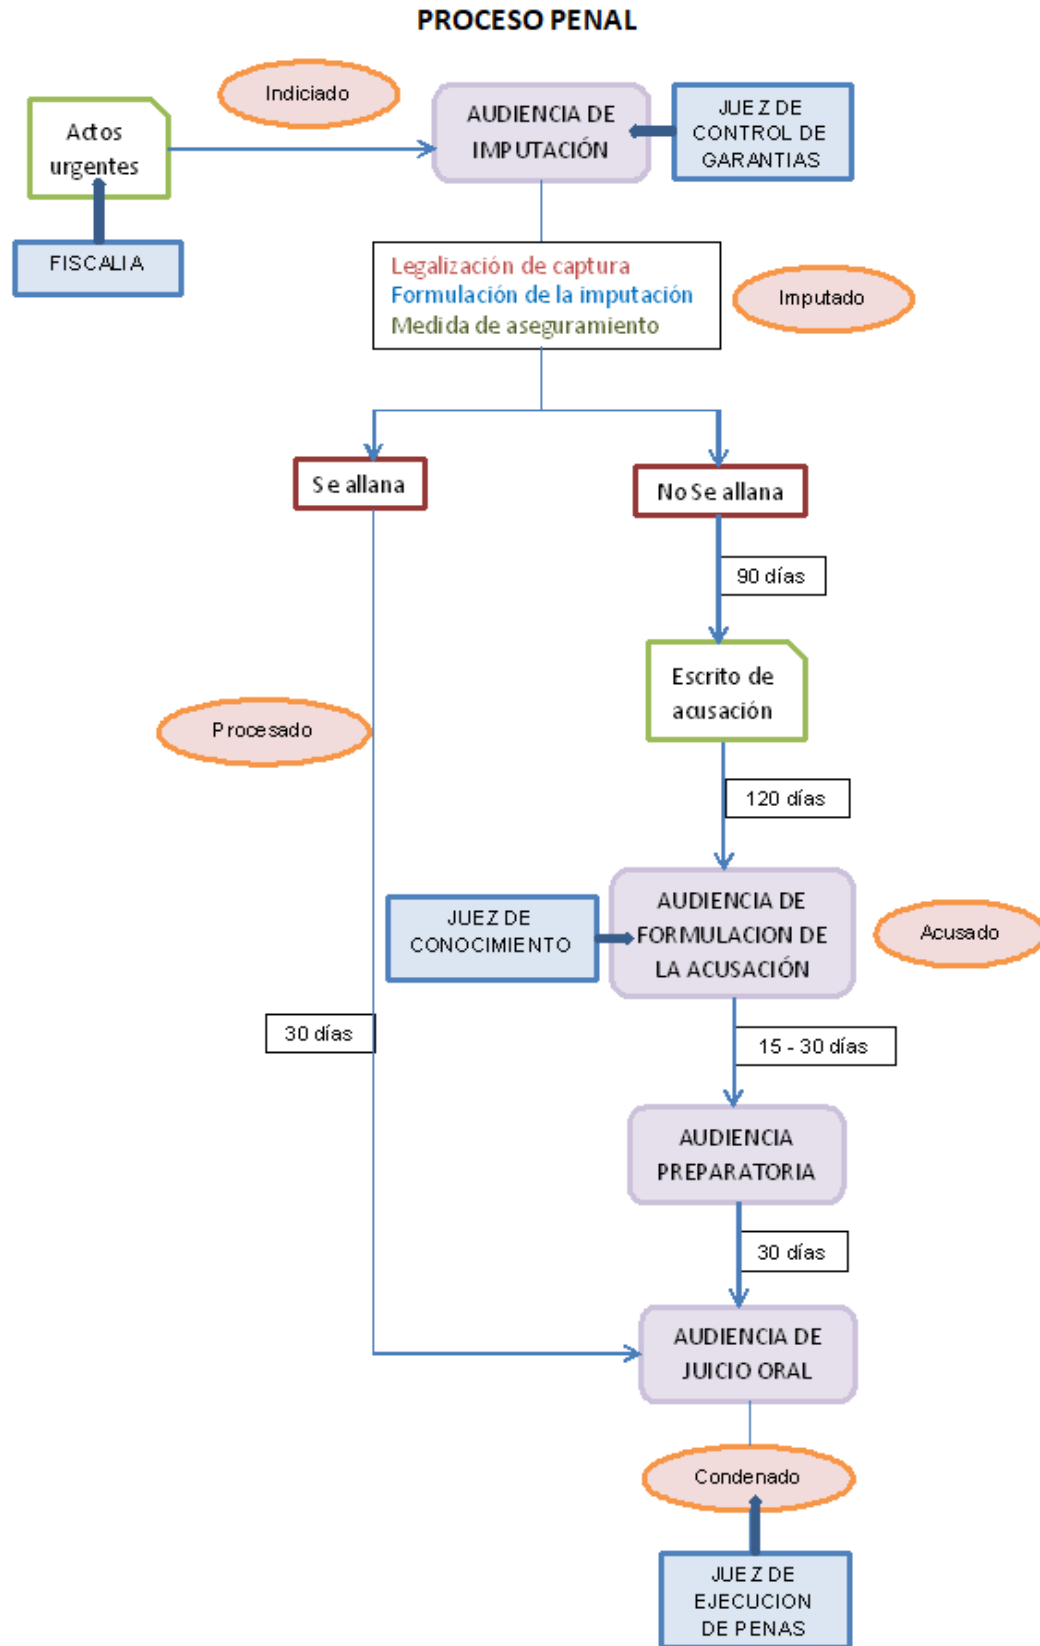 PROCESO PENAL
Indiciado
Actos
urgentes
AUDIENCIA DE
IMPUTACIÓN
JUEZ DE
CONTROL DE
GARANTIAS
FISCALIA
Legalización de captura
Formulación de la imputación
Medida de aseguramiento
Imputado
Se allana
No Se allana
90 días
Escrito de
acusación
Procesado
120 días
JUEZ DE
CONOCIMIENTO
AUDIENCIA DE
FORMULACION DE
LA ACUSACIÓN
Acusado
30 días
15 - 30 días
AUDIENCIA
PREPARATORIA
30 días
AUDIENCIA DE
JUICIO ORAL
Condenado
JUEZ DE
EJECUCION
DE PENAS